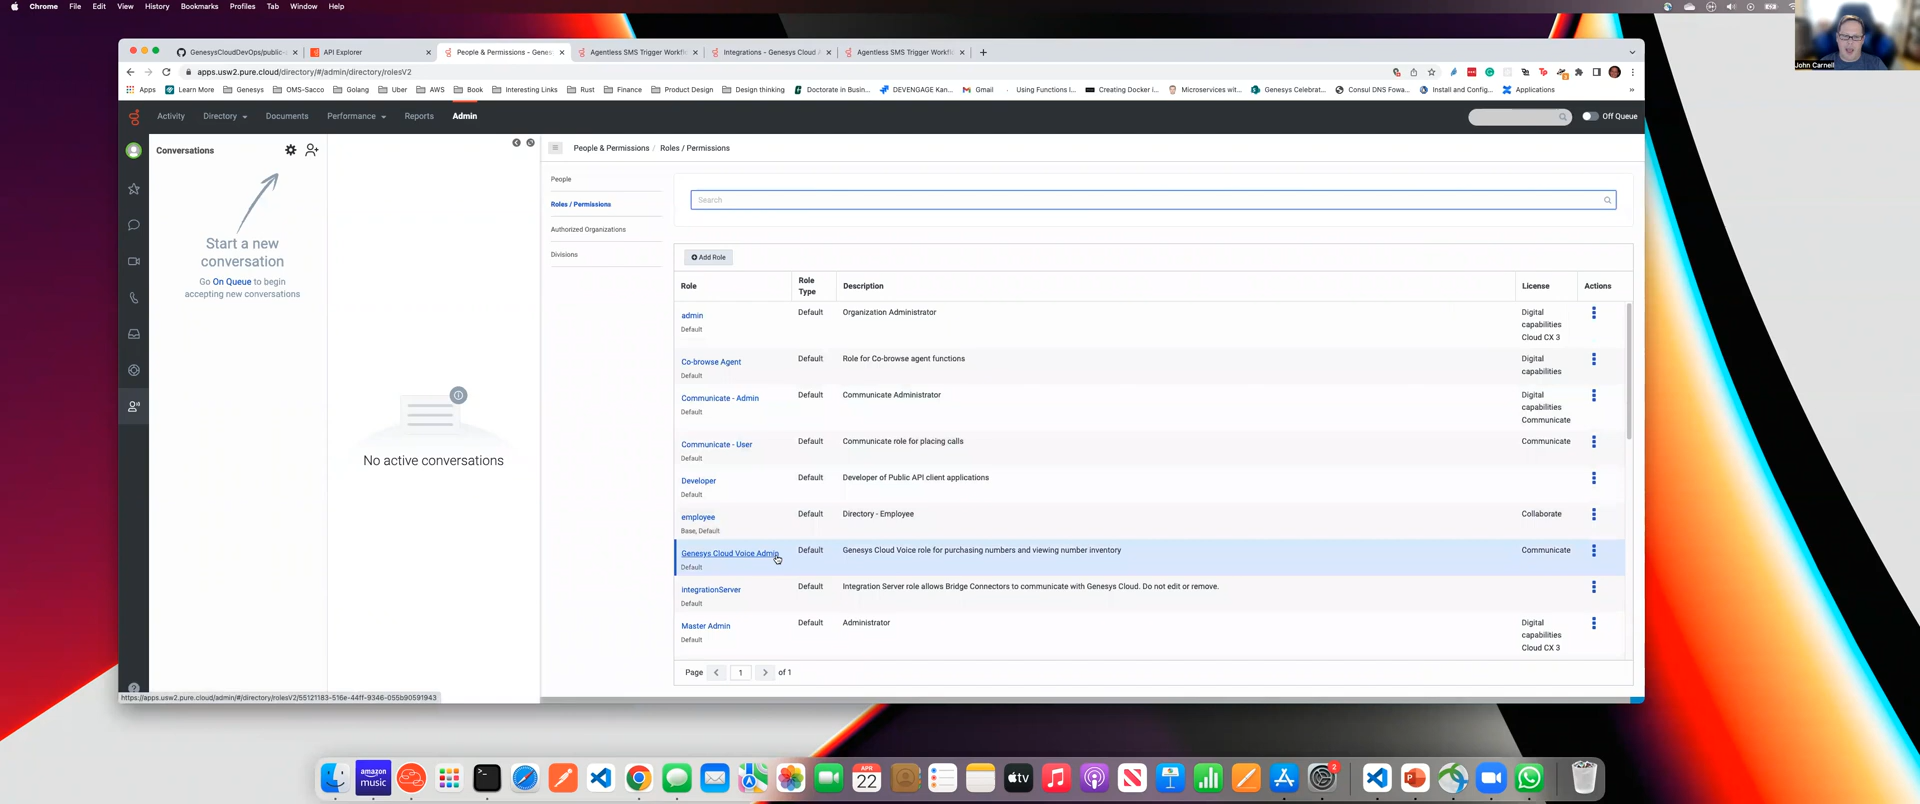 Chrome File Edit View History Bookmarks Profiles Tab Window Help
John Carnell
GenesysCloudDevOps/public-
API Explorer
People & Permissions - Genes
Agentless SMS Trigger Workfl
Integrations - Genesys Cloud A
Agentless SMS Trigger Workfl
apps.usw2.pure.cloud/directory/#/admin/directory/rolesV2
Apps Learn More Genesys OMS-Sacco Golang Uber AWS Book Interesting Links Rust Finance Product Design Design thinking Doctorate in Busin... DEVENGAGE Kan... Gmail Using Functions I... Creating Docker i... Microservices wit... Genesys Celebrat... Consul DNS Fowa... Install and Config... Applications »
Activity Directory Documents Performance Reports Admin
Off Queue
Conversations
Start a new
conversation
Go On Queue to begin
accepting new conversations
No active conversations
People & Permissions / Roles / Permissions
People
Roles / Permissions
Authorized Organizations
Divisions
Search
Add Role
Role
Role
Type
Description
License
Actions
admin
Default
Default
Organization Administrator
Digital
capabilities
Cloud CX 3
Co-browse Agent
Default
Default
Role for Co-browse agent functions
Digital
capabilities
Communicate - Admin
Default
Default
Communicate Administrator
Digital
capabilities
Communicate
Communicate - User
Default
Default
Communicate role for placing calls
Communicate
Developer
Default
Default
Developer of Public API client applications
employee
Base, Default
Default
Directory - Employee
Collaborate
Genesys Cloud Voice Admin
Default
Default
Genesys Cloud Voice role for purchasing numbers and viewing number inventory
Communicate
integrationServer
Default
Default
Integration Server role allows Bridge Connectors to communicate with Genesys Cloud. Do not edit or remove.
Master Admin
Default
Default
Administrator
Digital
capabilities
Cloud CX 3
Page 1 of 1
https://apps.usw2.pure.cloud/admin/#/directory/rolesV2/55121183-516e-44ff-9346-055b90591943
amazon
music
APR
22
tv
2